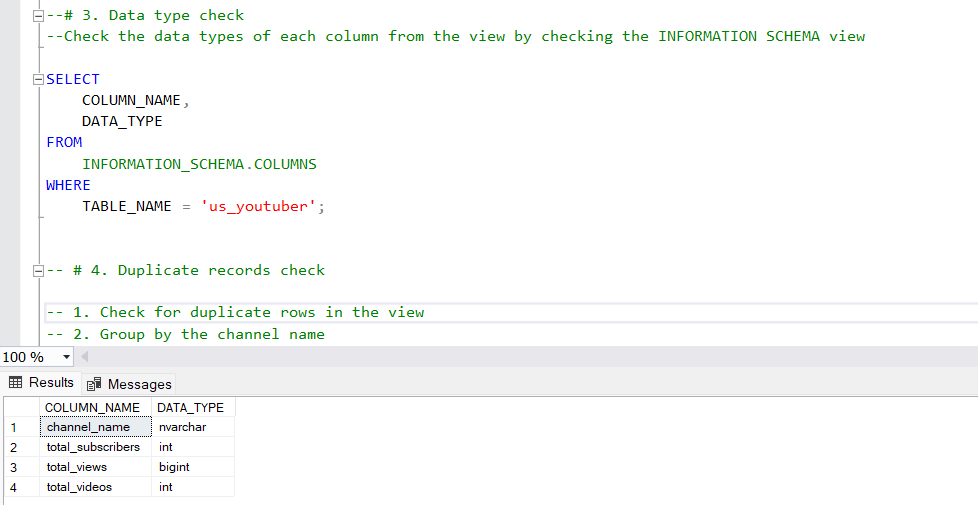 --# 3. Data type check
--Check the data types of each column from the view by checking the INFORMATION SCHEMA view
SELECT
COLUMN_NAME,
DATA_TYPE
FROM
INFORMATION_SCHEMA.COLUMNS
WHERE
TABLE_NAME = 'us_youtuber';
-- # 4. Duplicate records check
-- 1. Check for duplicate rows in the view
-- 2. Group by the channel name
100 %
Results Messages
COLUMN_NAME DATA_TYPE
1 channel_name nvarchar
2 total_subscribers int
3 total_views bigint
4 total_videos int